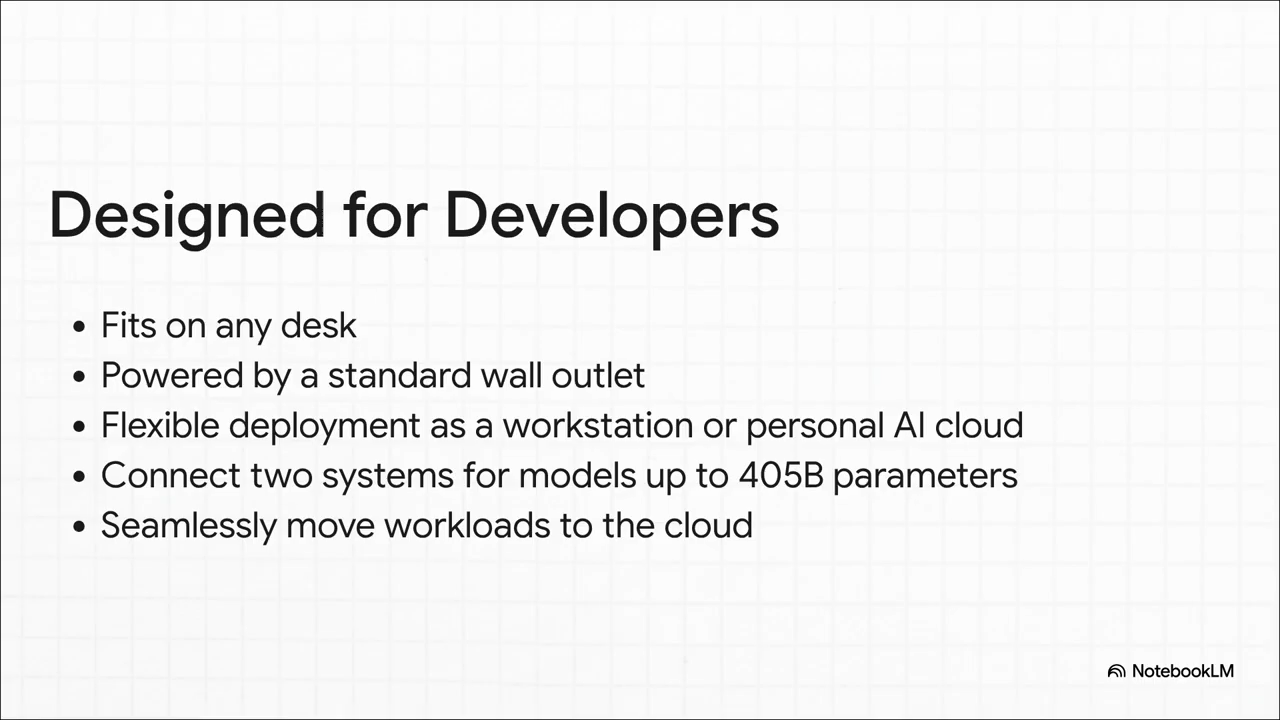 Designed for Developers
• Fits on any desk
• Powered by a standard wall outlet
• Flexible deployment as a workstation or personal AI cloud
• Connect two systems for models up to 405B parameters
• Seamlessly move workloads to the cloud
NotebookLM